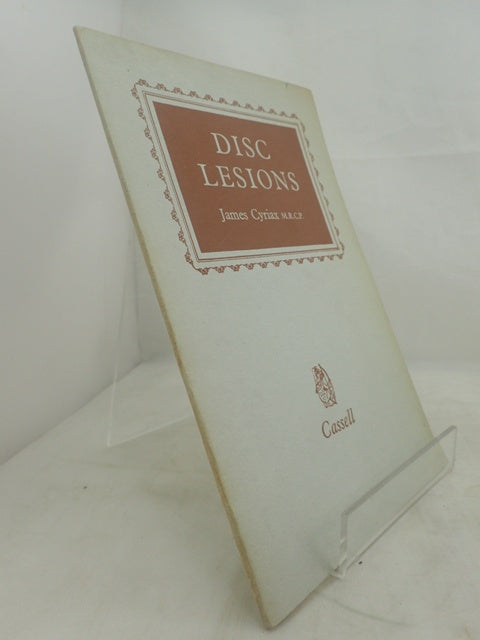 DISC
LESIONS
James Cyriax M.R.C.P.
Cassell